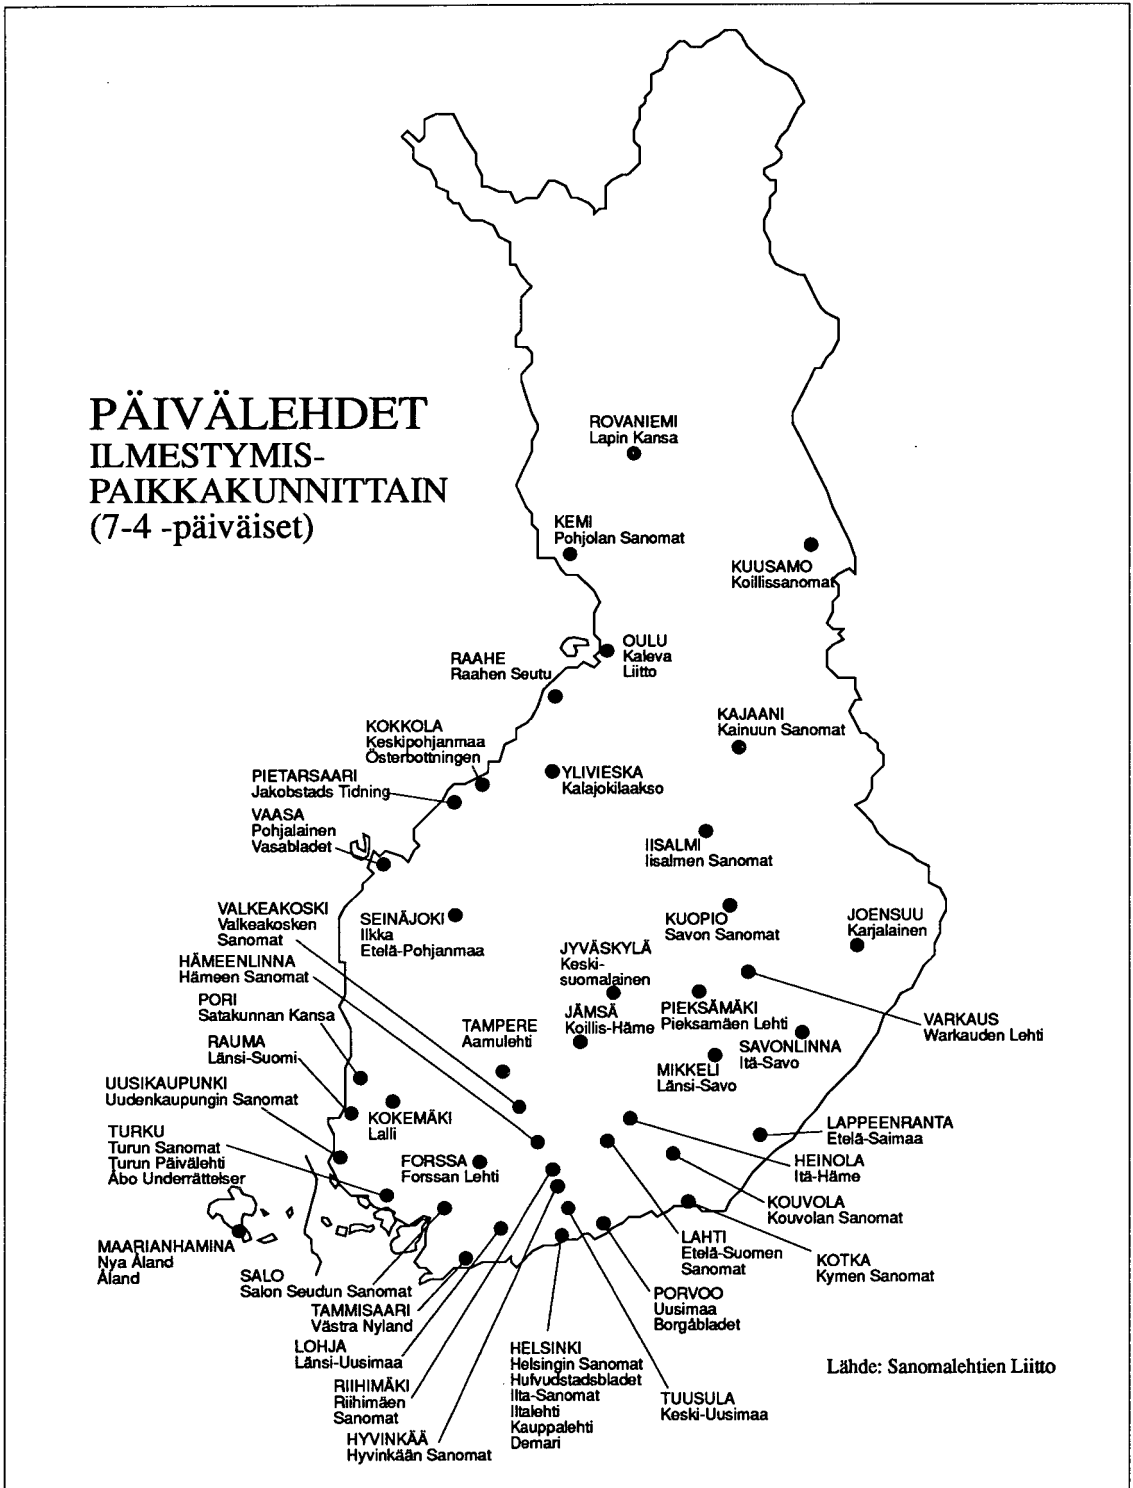 PÄIVÄLEHDET
ILMESTYMIS-
PAIKKAKUNNITTAIN
(7-4 -päiväiset)
ROVANIEMI
Lapin Kansa
KEMI
Pohjolan Sanomat
KUUSAMO
Koillissanomat
OULU
Kaleva
Liitto
RAAHE
Raahen Seutu
KAJAANI
Kainuun Sanomat
KOKKOLA
Keskipohjanmaa
Österbottningen
YLIVIESKA
Kalajokilaakso
PIETARSAARI
Jakobstads Tidning
VAASA
Pohjalainen
Vasabladet
IISALMI
Iisalmen Sanomat
VALKEAKOSKI
Valkeakosken
Sanomat
SEINÄJOKI
Ilkka
Etelä-Pohjanmaa
KUOPIO
Savon Sanomat
JOENSUU
Karjalainen
HÄMEENLINNA
Hämeen Sanomat
JYVÄSKYLÄ
Keski-
suomalainen
PORI
Satakunnan Kansa
JÄMSÄ
Koillis-Häme
PIEKSÄMÄKI
Pieksamäen Lehti
VARKAUS
Warkauden Lehti
TAMPERE
Aamulehti
RAUMA
Länsi-Suomi
SAVONLINNA
Itä-Savo
MIKKELI
Länsi-Savo
UUSIKAUPUNKI
Uudenkaupungin Sanomat
KOKEMÄKI
Lalli
LAPPEENRANTA
Etelä-Saimaa
TURKU
Turun Sanomat
Turun Päivälehti
Åbo Underrättelser
FORSSA
Forssan Lehti
HEINOLA
Itä-Häme
KOUVOLA
Kouvolan Sanomat
MAARIANHAMINA
Nya Åland
Åland
LAHTI
Etelä-Suomen
Sanomat
KOTKA
Kymen Sanomat
SALO
Salon Seudun Sanomat
PORVOO
Uusimaa
Borgåbladet
TAMMISAARI
Västra Nyland
LOHJA
Länsi-Uusimaa
HELSINKI
Helsingin Sanomat
Hufvudstadsbladet
Ilta-Sanomat
Iltalehti
Kauppalehti
Demari
Lähde: Sanomalehtien Liitto
RIIHIMÄKI
Riihimäen
Sanomat
TUUSULA
Keski-Uusimaa
HYVINKÄÄ
Hyvinkään Sanomat